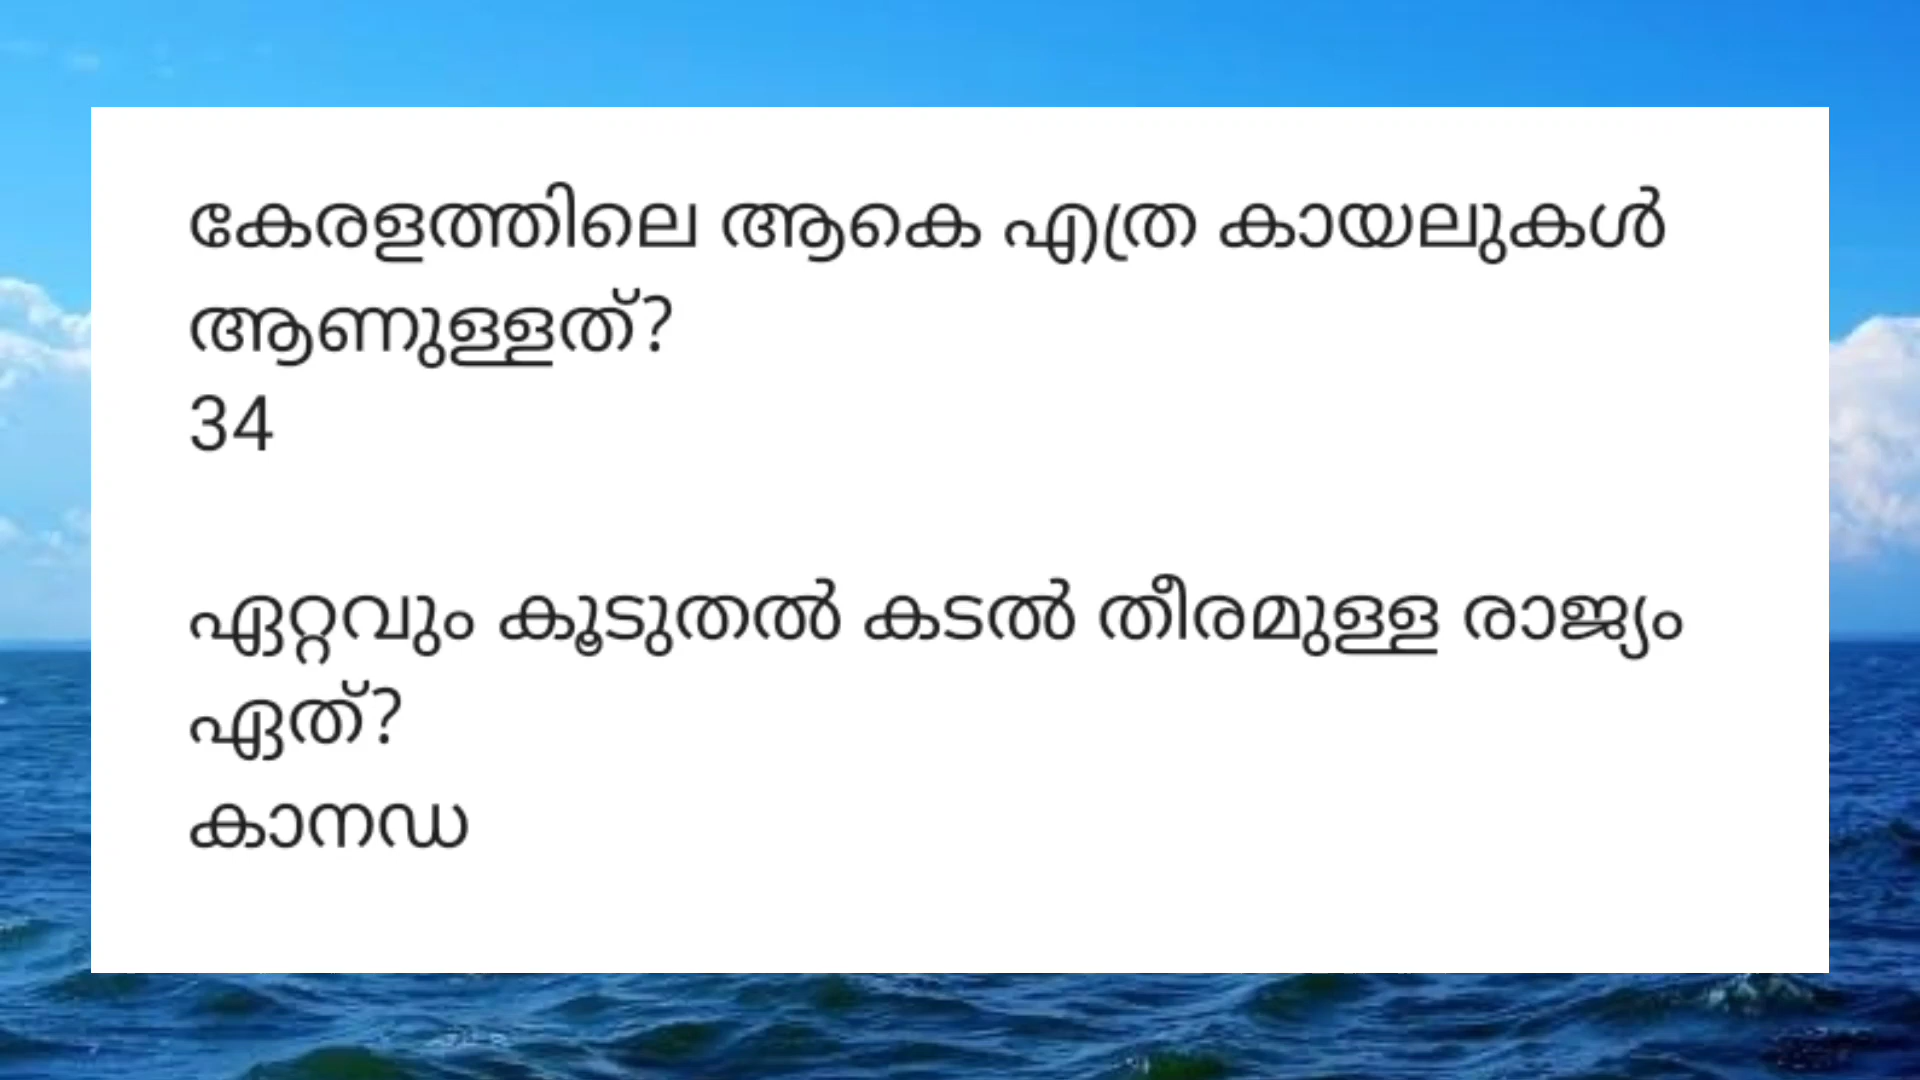 കേരളത്തിലെ ആകെ എത്ര കായലുകൾ
ആണുള്ളത്?
34
ഏറ്റവും കൂടുതൽ കടൽ തീരമുള്ള രാജ്യം
ഏത്?
കാനഡ